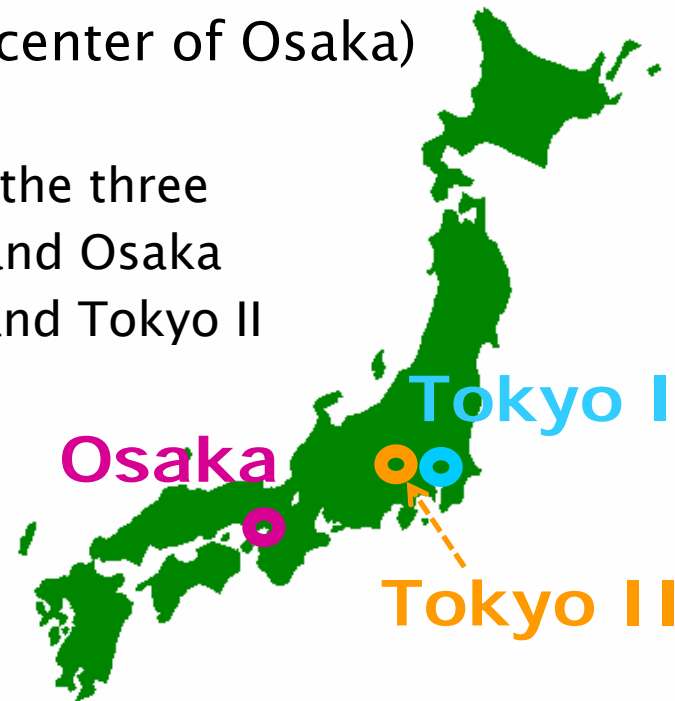 center of Osaka)
the three
nd Osaka
nd Tokyo II
Tokyo I
Osaka
Tokyo II